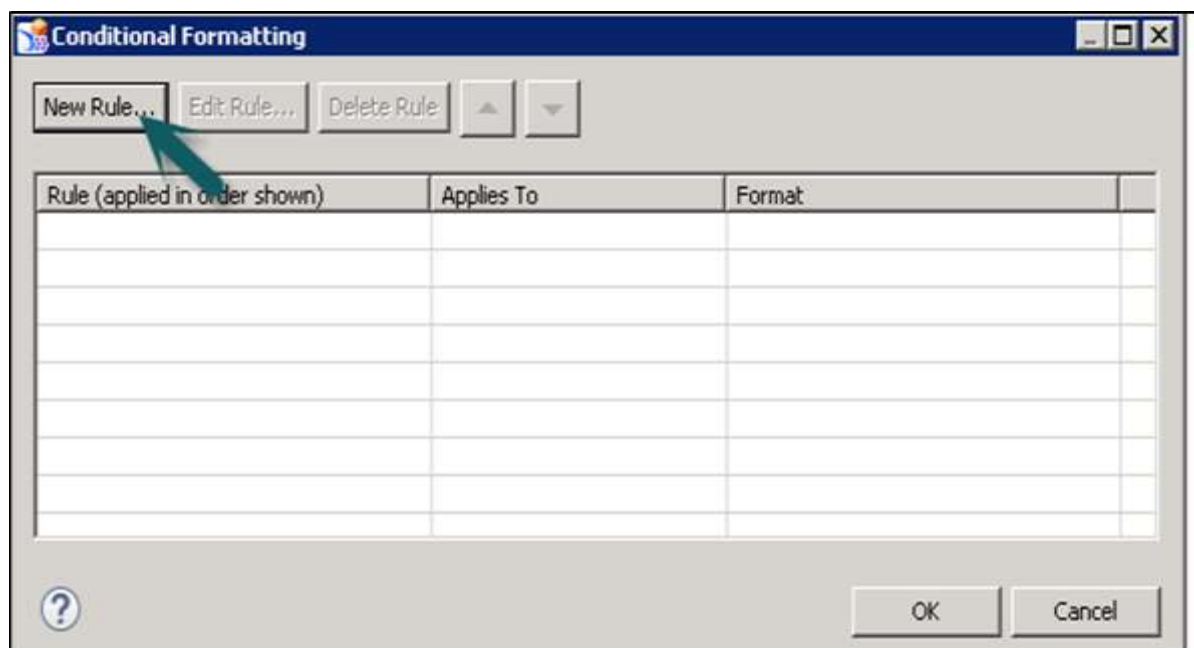 Conditional Formatting
New Rule... Edit Rule... Delete Rule
Rule (applied in order shown) Applies To Format
?
OK Cancel